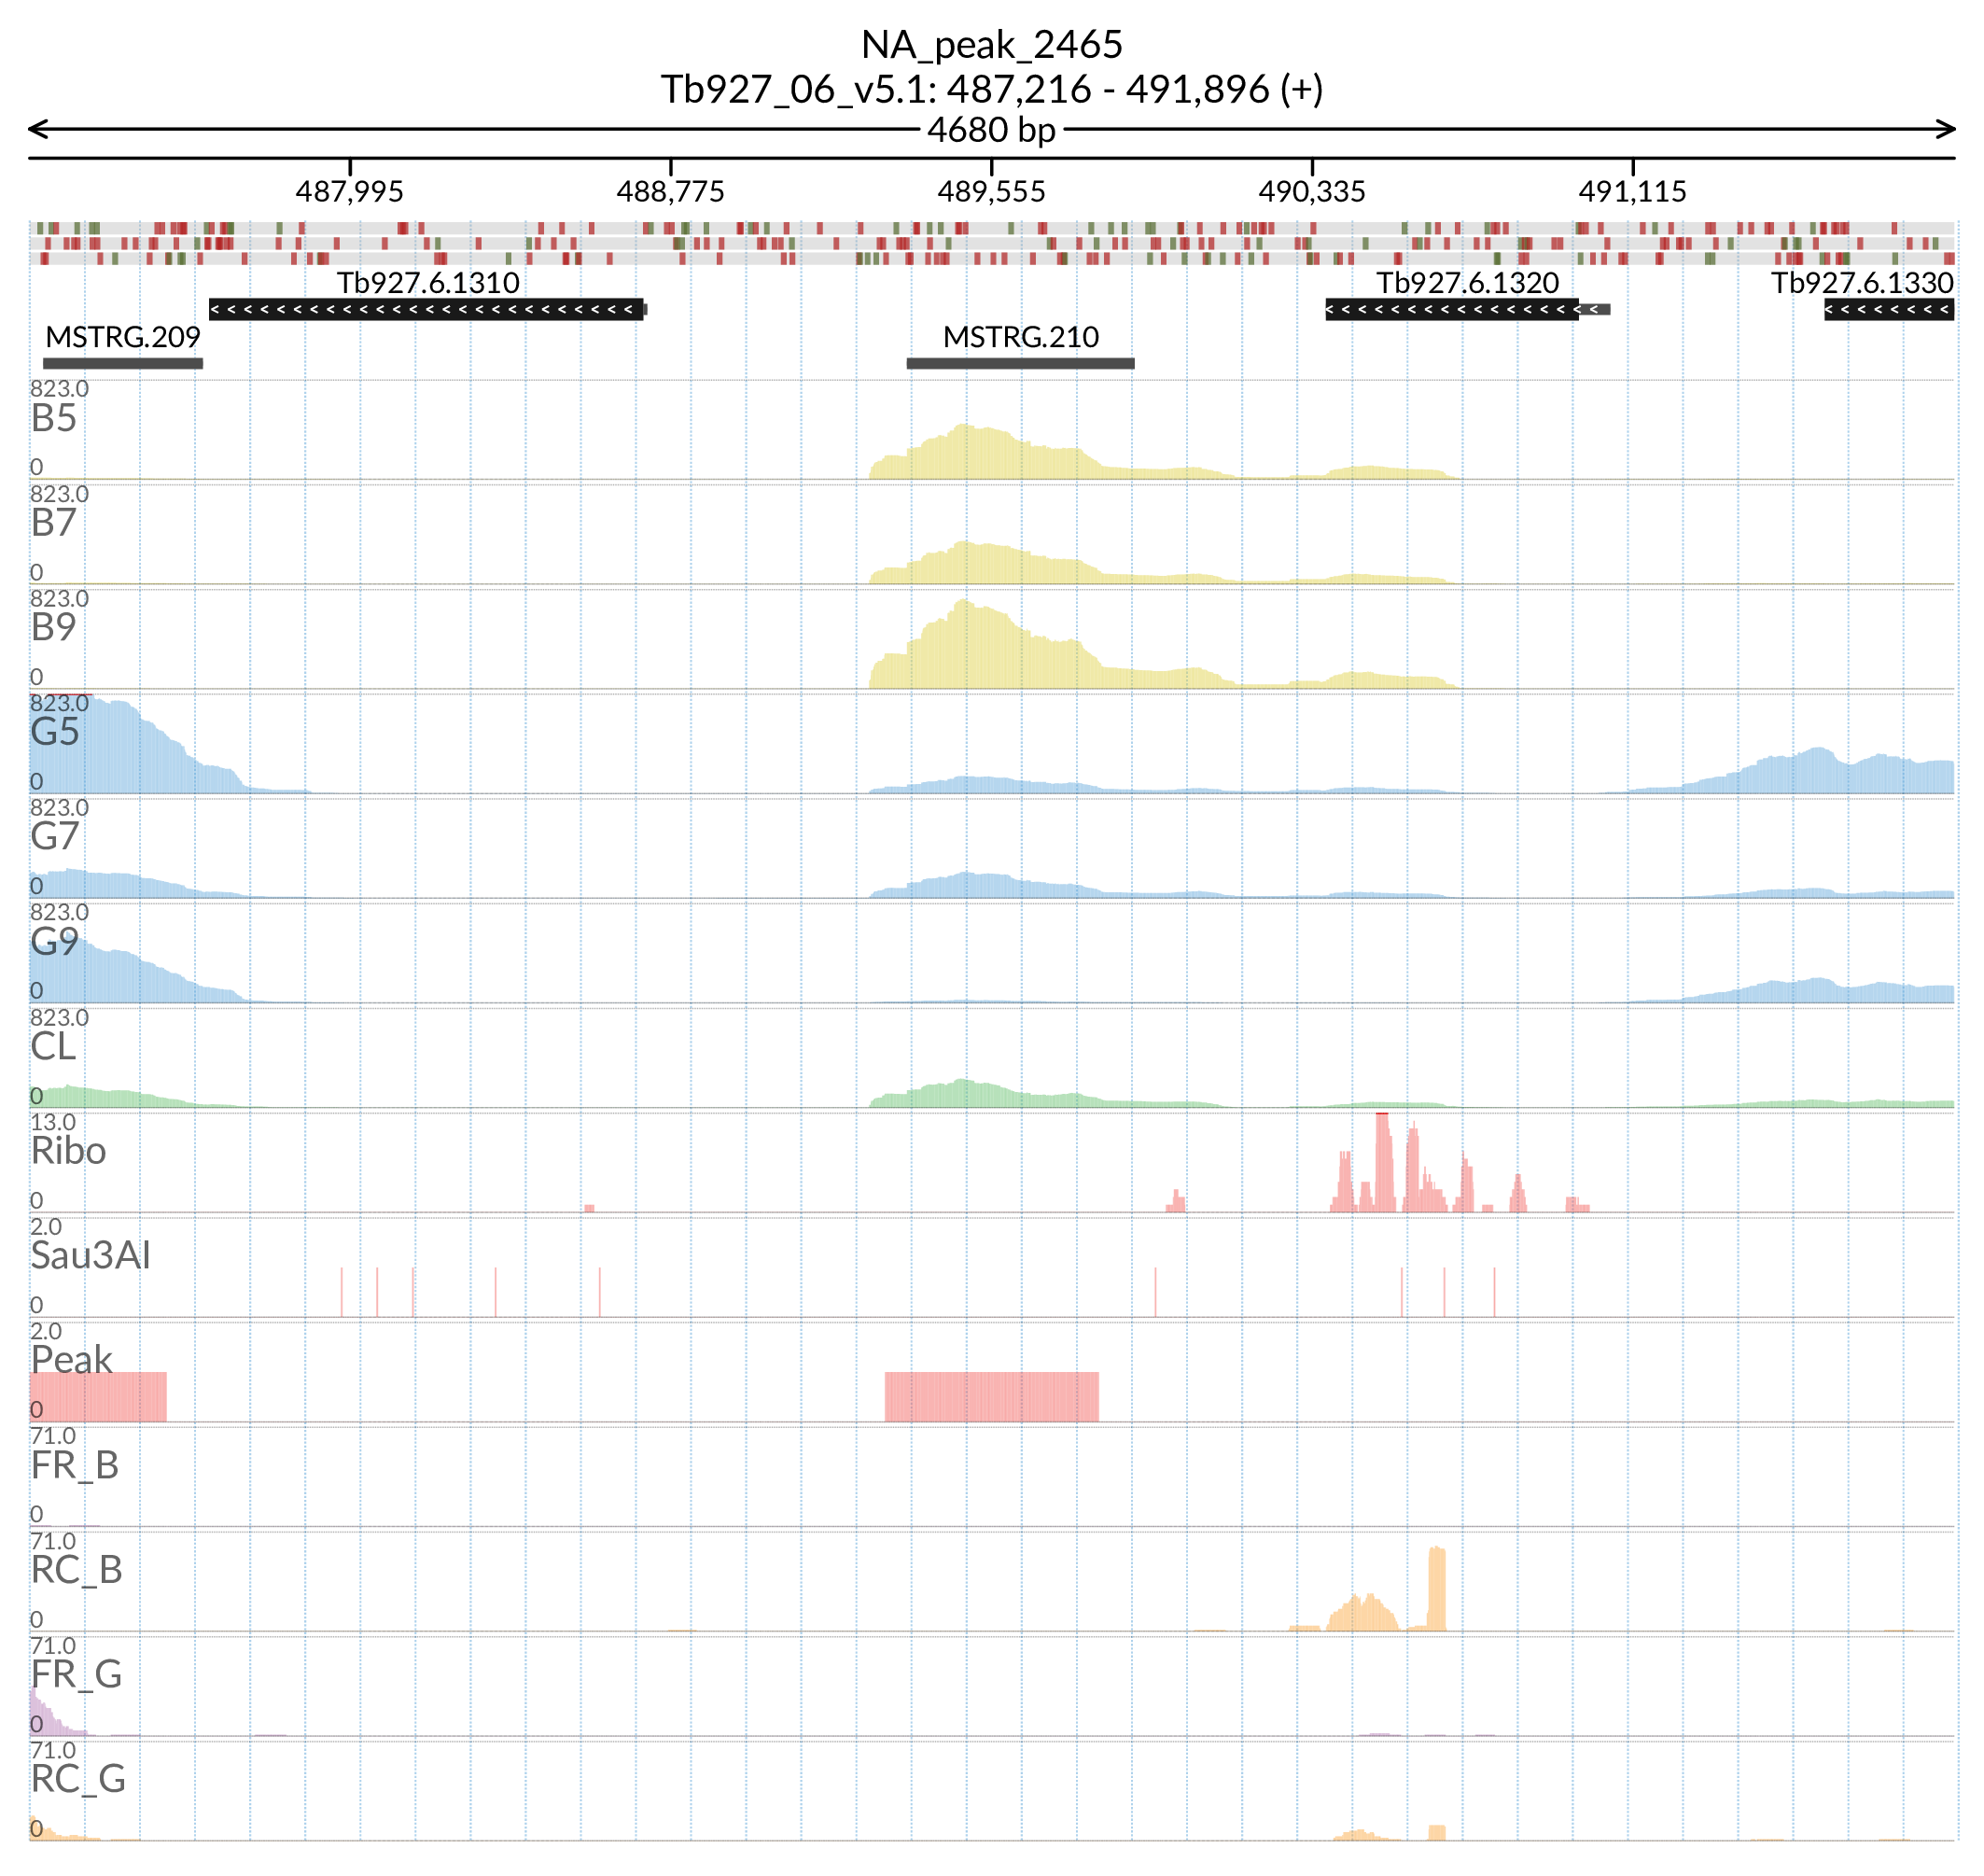 NA_peak_2465
Tb927_06_v5.1: 487,216 - 491,896 (+)
4680 bp
487,995 488,775 489,555 490,335 491,115
Tb927.6.1310 Tb927.6.1320 Tb927.6.1330
MSTRG.209 MSTRG.210
823.0
B5
0
823.0
B7
0
823.0
B9
0
823.0
G5
0
823.0
G7
0
823.0
G9
0
823.0
CL
0
13.0
Ribo
0
2.0
Sau3AI
0
2.0
Peak
0
71.0
FR_B
0
71.0
RC_B
0
71.0
FR_G
0
71.0
RC_G
0